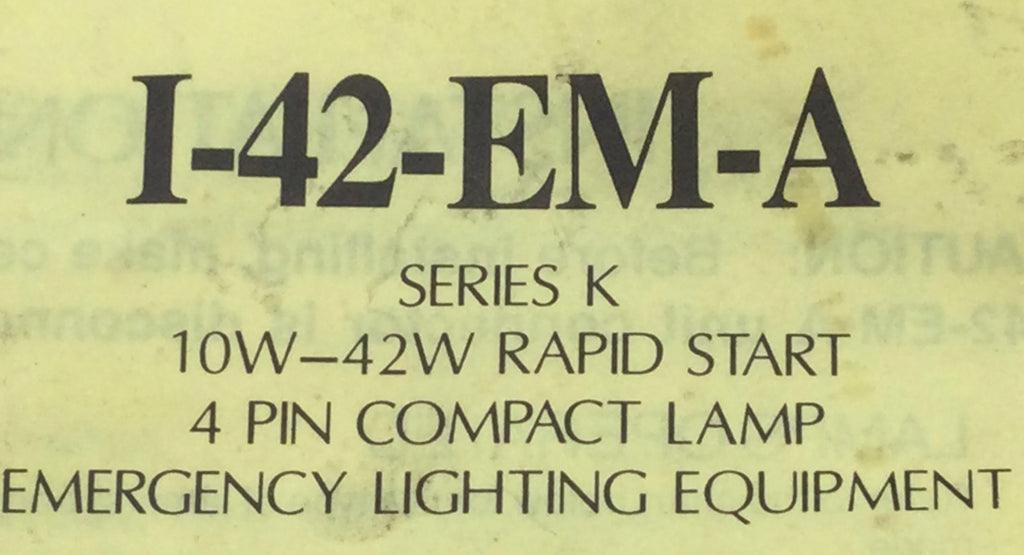 I-42-EM-A
SERIES K
10W–42W RAPID START
4 PIN COMPACT LAMP
EMERGENCY LIGHTING EQUIPMENT